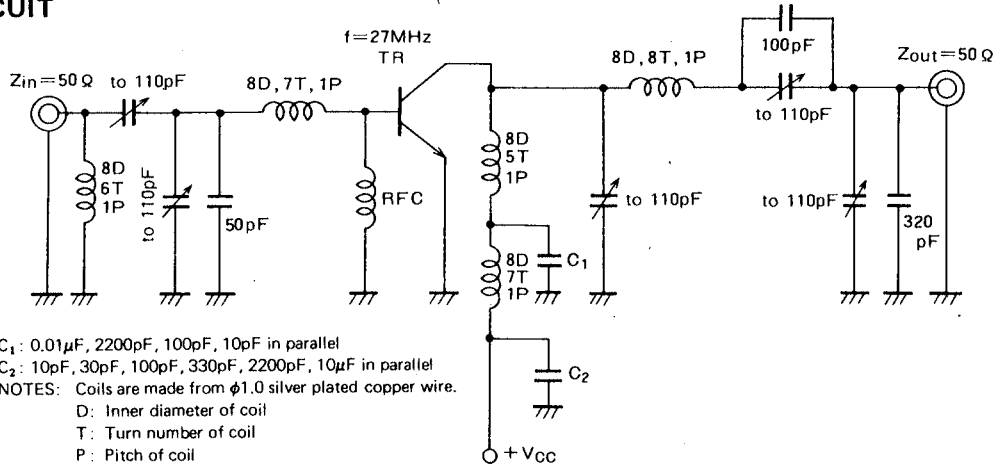 CUIT
f=27MHz
TR
Zin=50Ω
to 110pF
8D, 7T, 1P
8D, 8T, 1P
100pF
to 110pF
Zout=50Ω
8D
6T
1P
to 110pF
50pF
RFC
8D
5T
1P
to 110pF
to 110pF
320
pF
8D
7T
1P
C₁
C₂
+VCC
C₁: 0.01μF, 2200pF, 100pF, 10pF in parallel
C₂: 10pF, 30pF, 100pF, 330pF, 2200pF, 10μF in parallel
NOTES: Coils are made from φ1.0 silver plated copper wire.
D: Inner diameter of coil
T: Turn number of coil
P: Pitch of coil